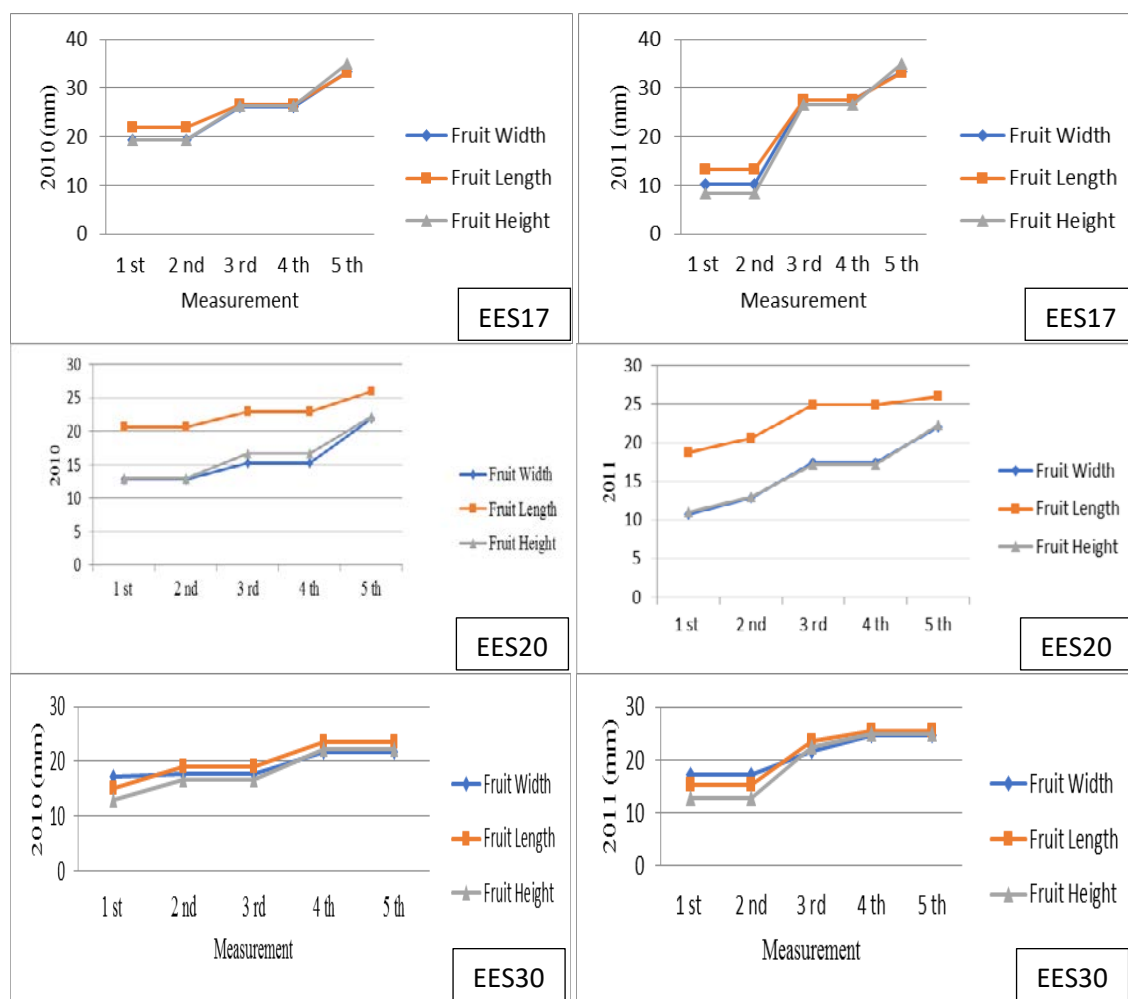 40
30
20
10
0
2010 (mm)
1 st 2 nd 3 rd 4 th 5 th
Measurement
Fruit Width
Fruit Length
Fruit Height
EES17
40
30
20
10
0
2011 (mm)
1 st 2 nd 3 rd 4 th 5 th
Measurement
Fruit Width
Fruit Length
Fruit Height
EES17
30
25
20
15
10
5
0
2010
1 st 2 nd 3 rd 4 th 5 th
Fruit Width
Fruit Length
Fruit Height
EES20
30
25
20
15
10
5
0
2011
1 st 2 nd 3 rd 4 th 5 th
Fruit Width
Fruit Length
Fruit Height
EES20
30
20
10
0
2010 (mm)
1 st 2 nd 3 rd 4 th 5 th
Measurement
Fruit Width
Fruit Length
Fruit Height
EES30
30
20
10
0
2011 (mm)
1 st 2 nd 3 rd 4 th 5 th
Measurement
Fruit Width
Fruit Length
Fruit Height
EES30